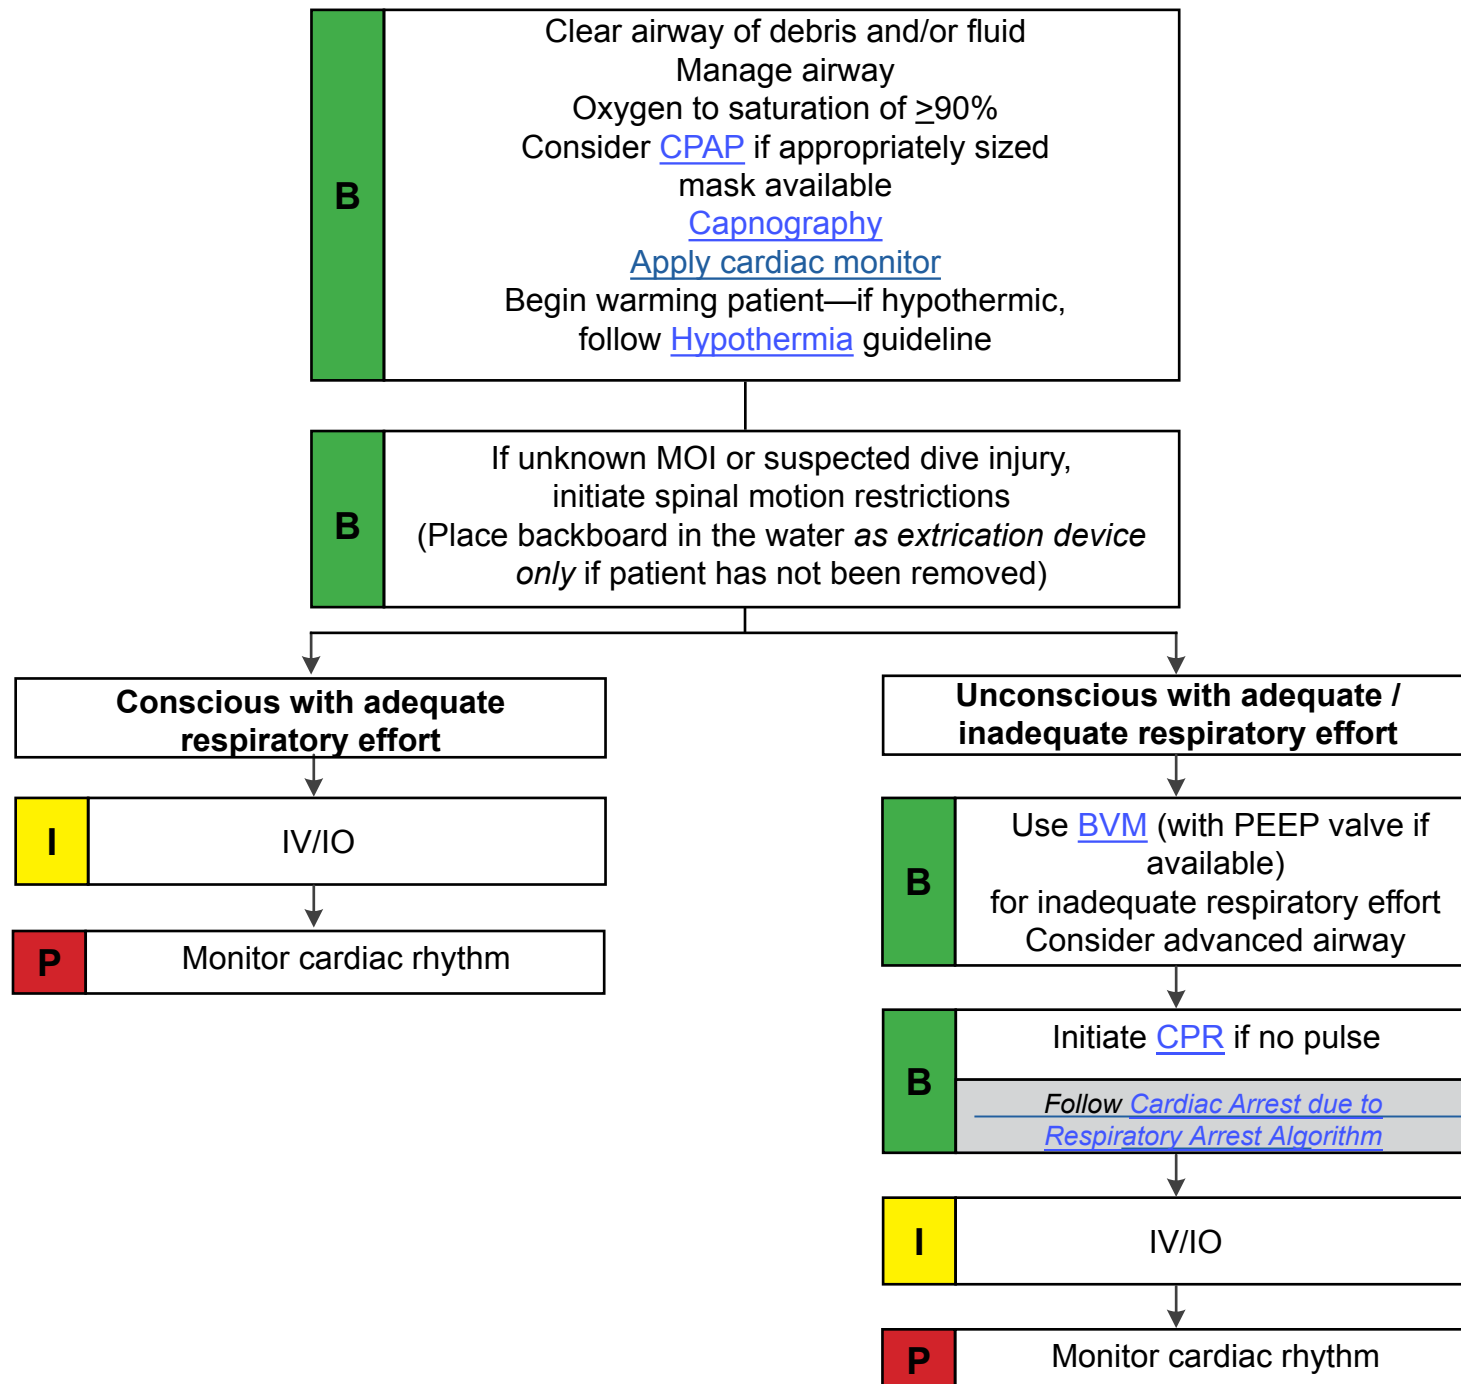 B
Clear airway of debris and/or fluid
Manage airway
Oxygen to saturation of ≥90%
Consider CPAP if appropriately sized
mask available
Capnography
Apply cardiac monitor
Begin warming patient—if hypothermic,
follow Hypothermia guideline
B
If unknown MOI or suspected dive injury,
initiate spinal motion restrictions
(Place backboard in the water as extrication device
only if patient has not been removed)
Conscious with adequate
respiratory effort
I
IV/IO
P
Monitor cardiac rhythm
Unconscious with adequate /
inadequate respiratory effort
B
Use BVM (with PEEP valve if
available)
for inadequate respiratory effort
Consider advanced airway
B
Initiate CPR if no pulse
Follow Cardiac Arrest due to
Respiratory Arrest Algorithm
I
IV/IO
P
Monitor cardiac rhythm